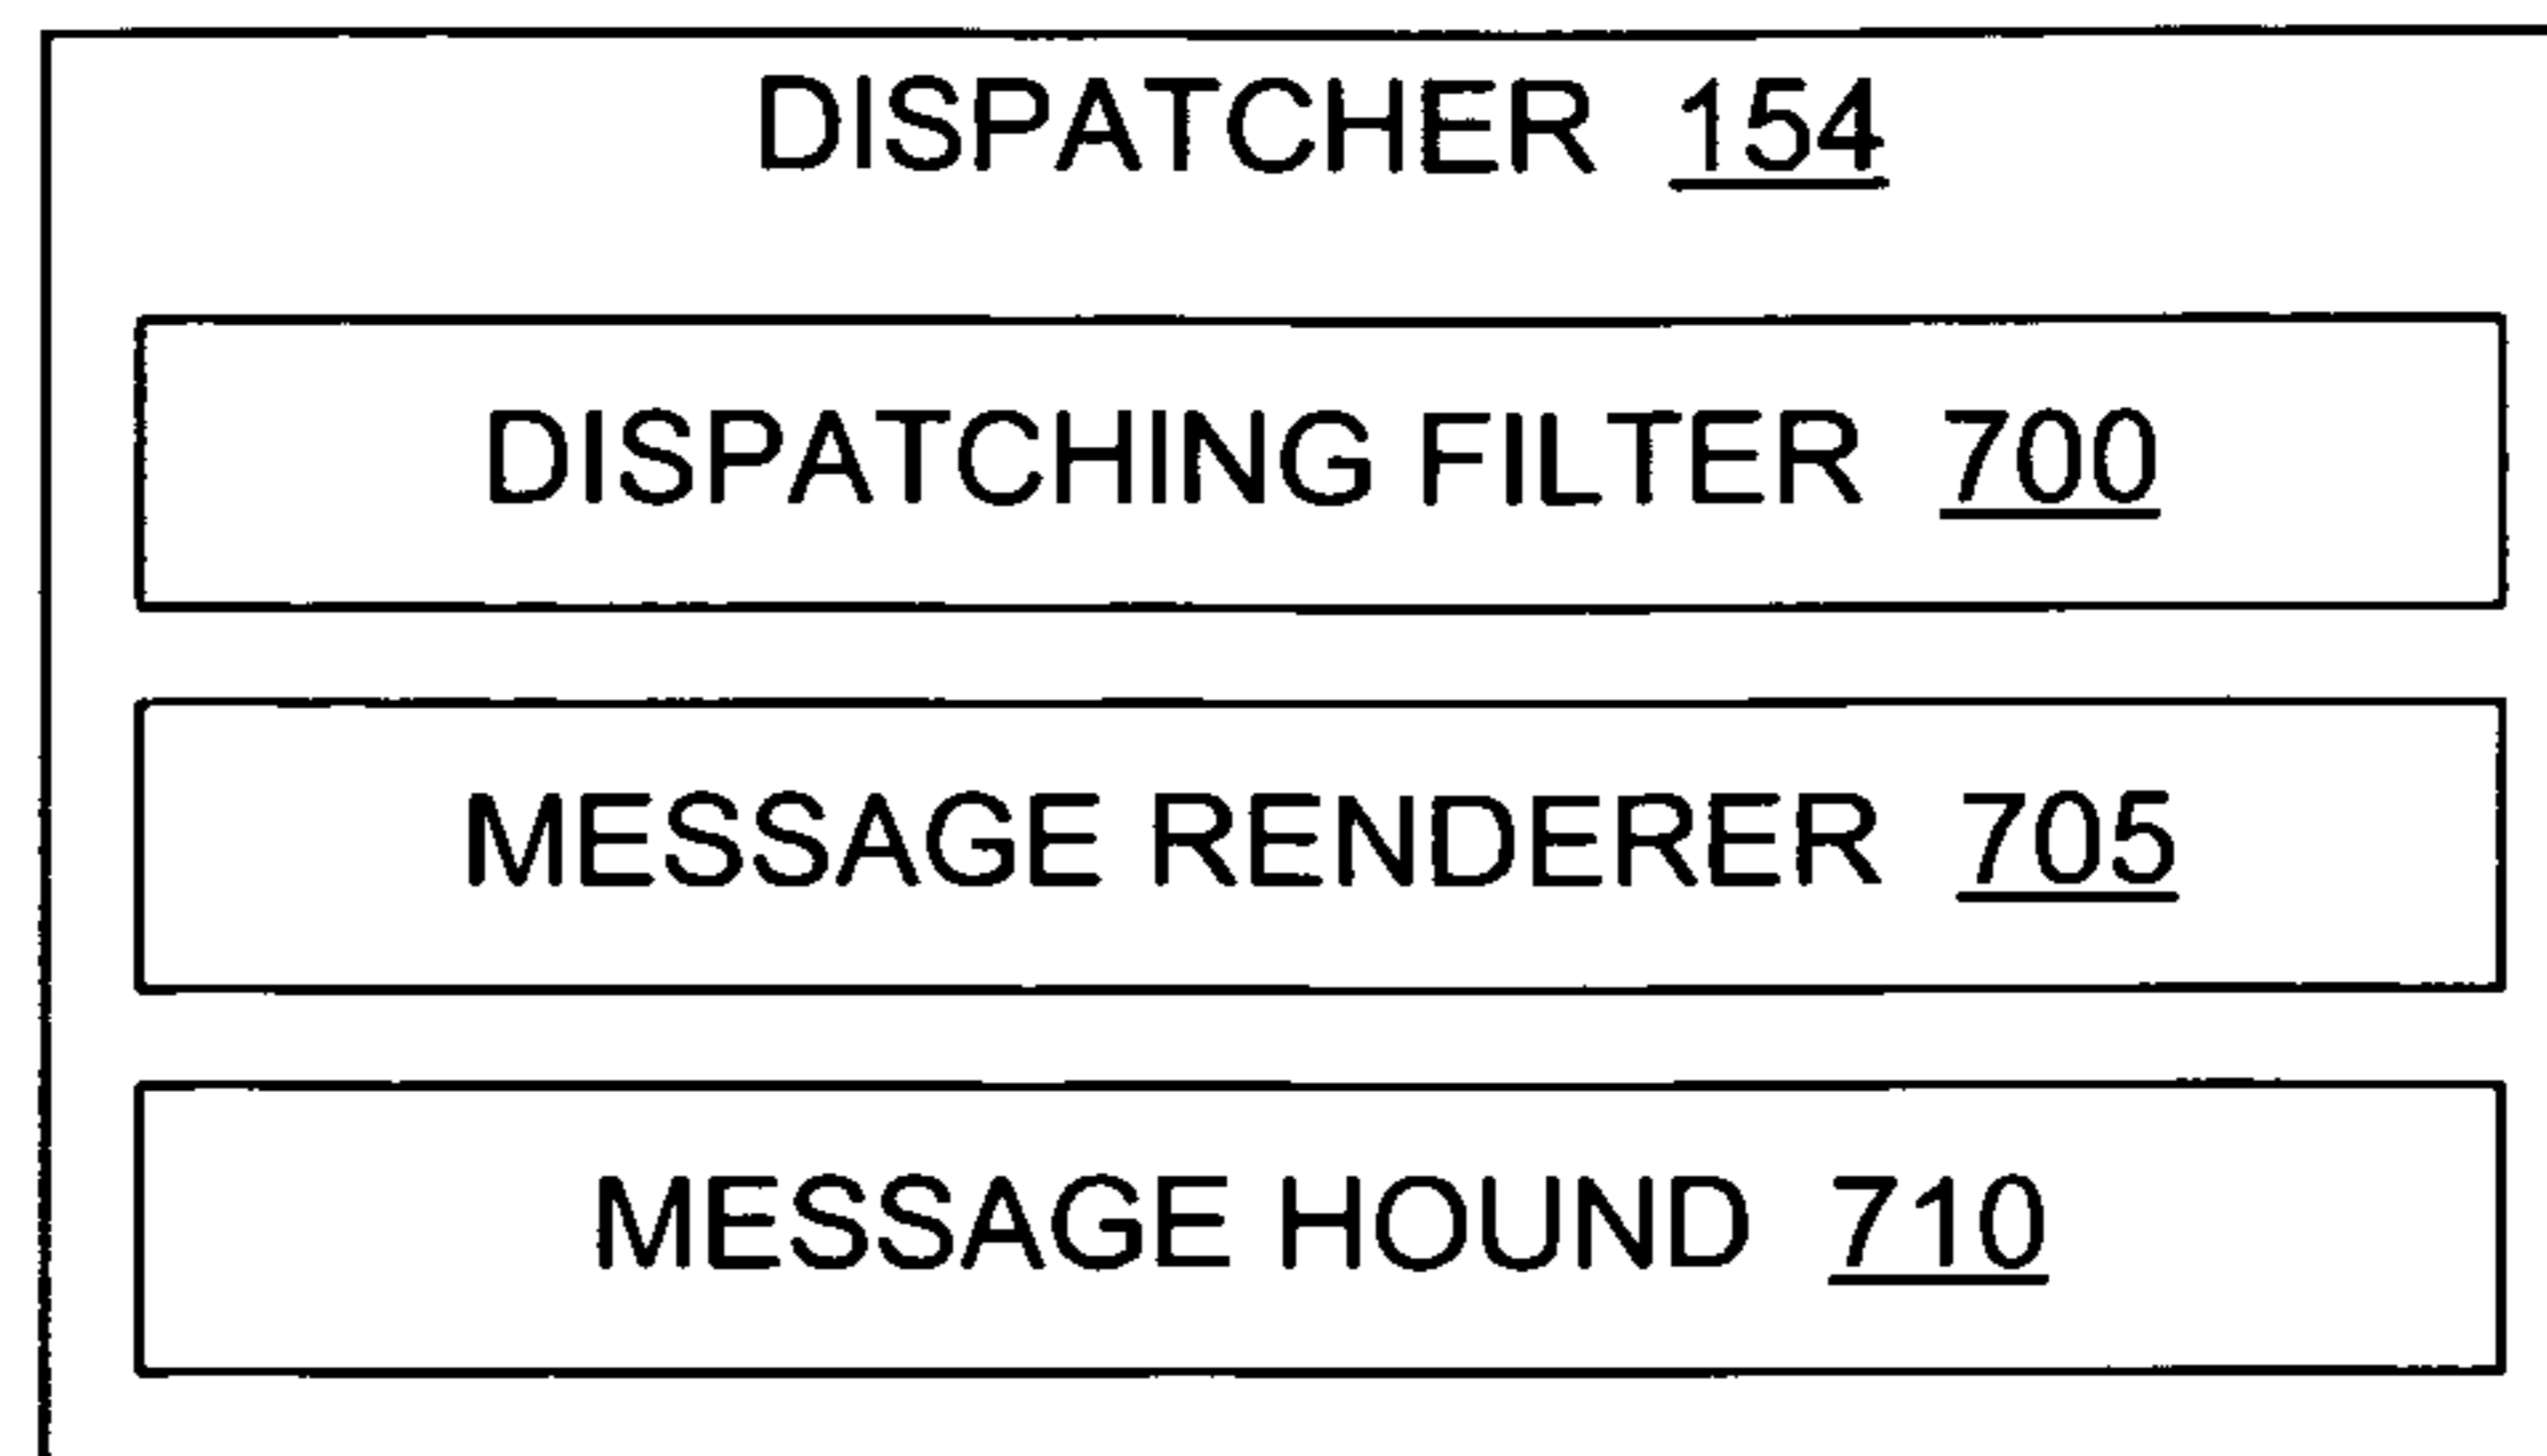 DISPATCHER 154
DISPATCHING FILTER 700
MESSAGE RENDERER 705
MESSAGE HOUND 710